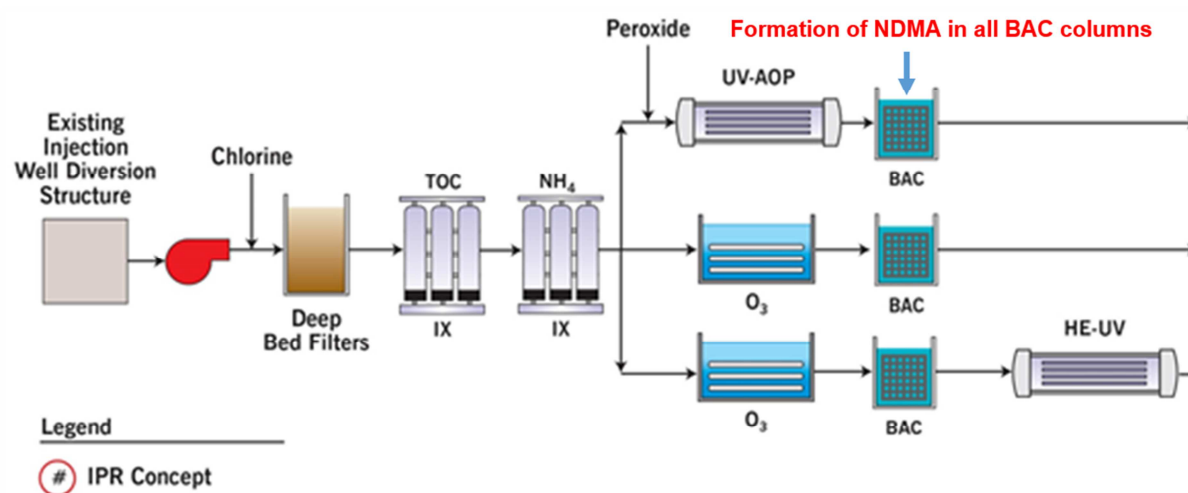 Formation of NDMA in all BAC columns
Peroxide
UV-AOP
BAC
Existing
Injection
Well Diversion
Structure
Chlorine
Deep
Bed Filters
TOC
IX
NH4
IX
O3
BAC
O3
BAC
HE-UV
Legend
# IPR Concept